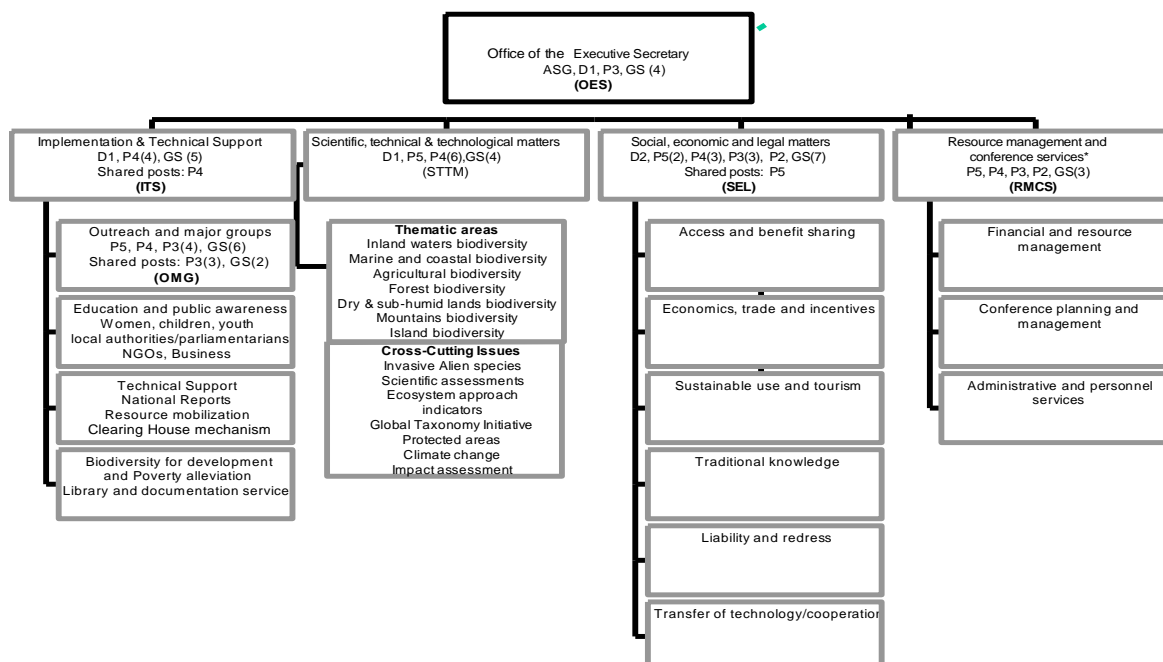 Office of the Executive Secretary
ASG, D1, P3, GS (4)
(OES)
Implementation & Technical Support
D1, P4(4), GS (5)
Shared posts: P4
(ITS)
Scientific, technical & technological matters
D1, P5, P4(6),GS(4)
(STTM)
Social, economic and legal matters
D2, P5(2), P4(3), P3(3), P2, GS(7)
Shared posts: P5
(SEL)
Resource management and
conference services*
P5, P4, P3, P2, GS(3)
(RMCS)
Outreach and major groups
P5, P4, P3(4), GS(6)
Shared posts: P3(3), GS(2)
(OMG)
Education and public awareness
Women, children, youth
local authorities/parliamentarians
NGOs, Business
Technical Support
National Reports
Resource mobilization
Clearing House mechanism
Biodiversity for development
and Poverty alleviation
Library and documentation service
Thematic areas
Inland waters biodiversity
Marine and coastal biodiversity
Agricultural biodiversity
Forest biodiversity
Dry & sub-humid lands biodiversity
Mountains biodiversity
Island biodiversity
Cross-Cutting Issues
Invasive Alien species
Scientific assessments
Ecosystem approach
indicators
Global Taxonomy Initiative
Protected areas
Climate change
Impact assessment
Access and benefit sharing
Economics, trade and incentives
Sustainable use and tourism
Traditional knowledge
Liability and redress
Transfer of technology/cooperation
Financial and resource
management
Conference planning and
management
Administrative and personnel
services